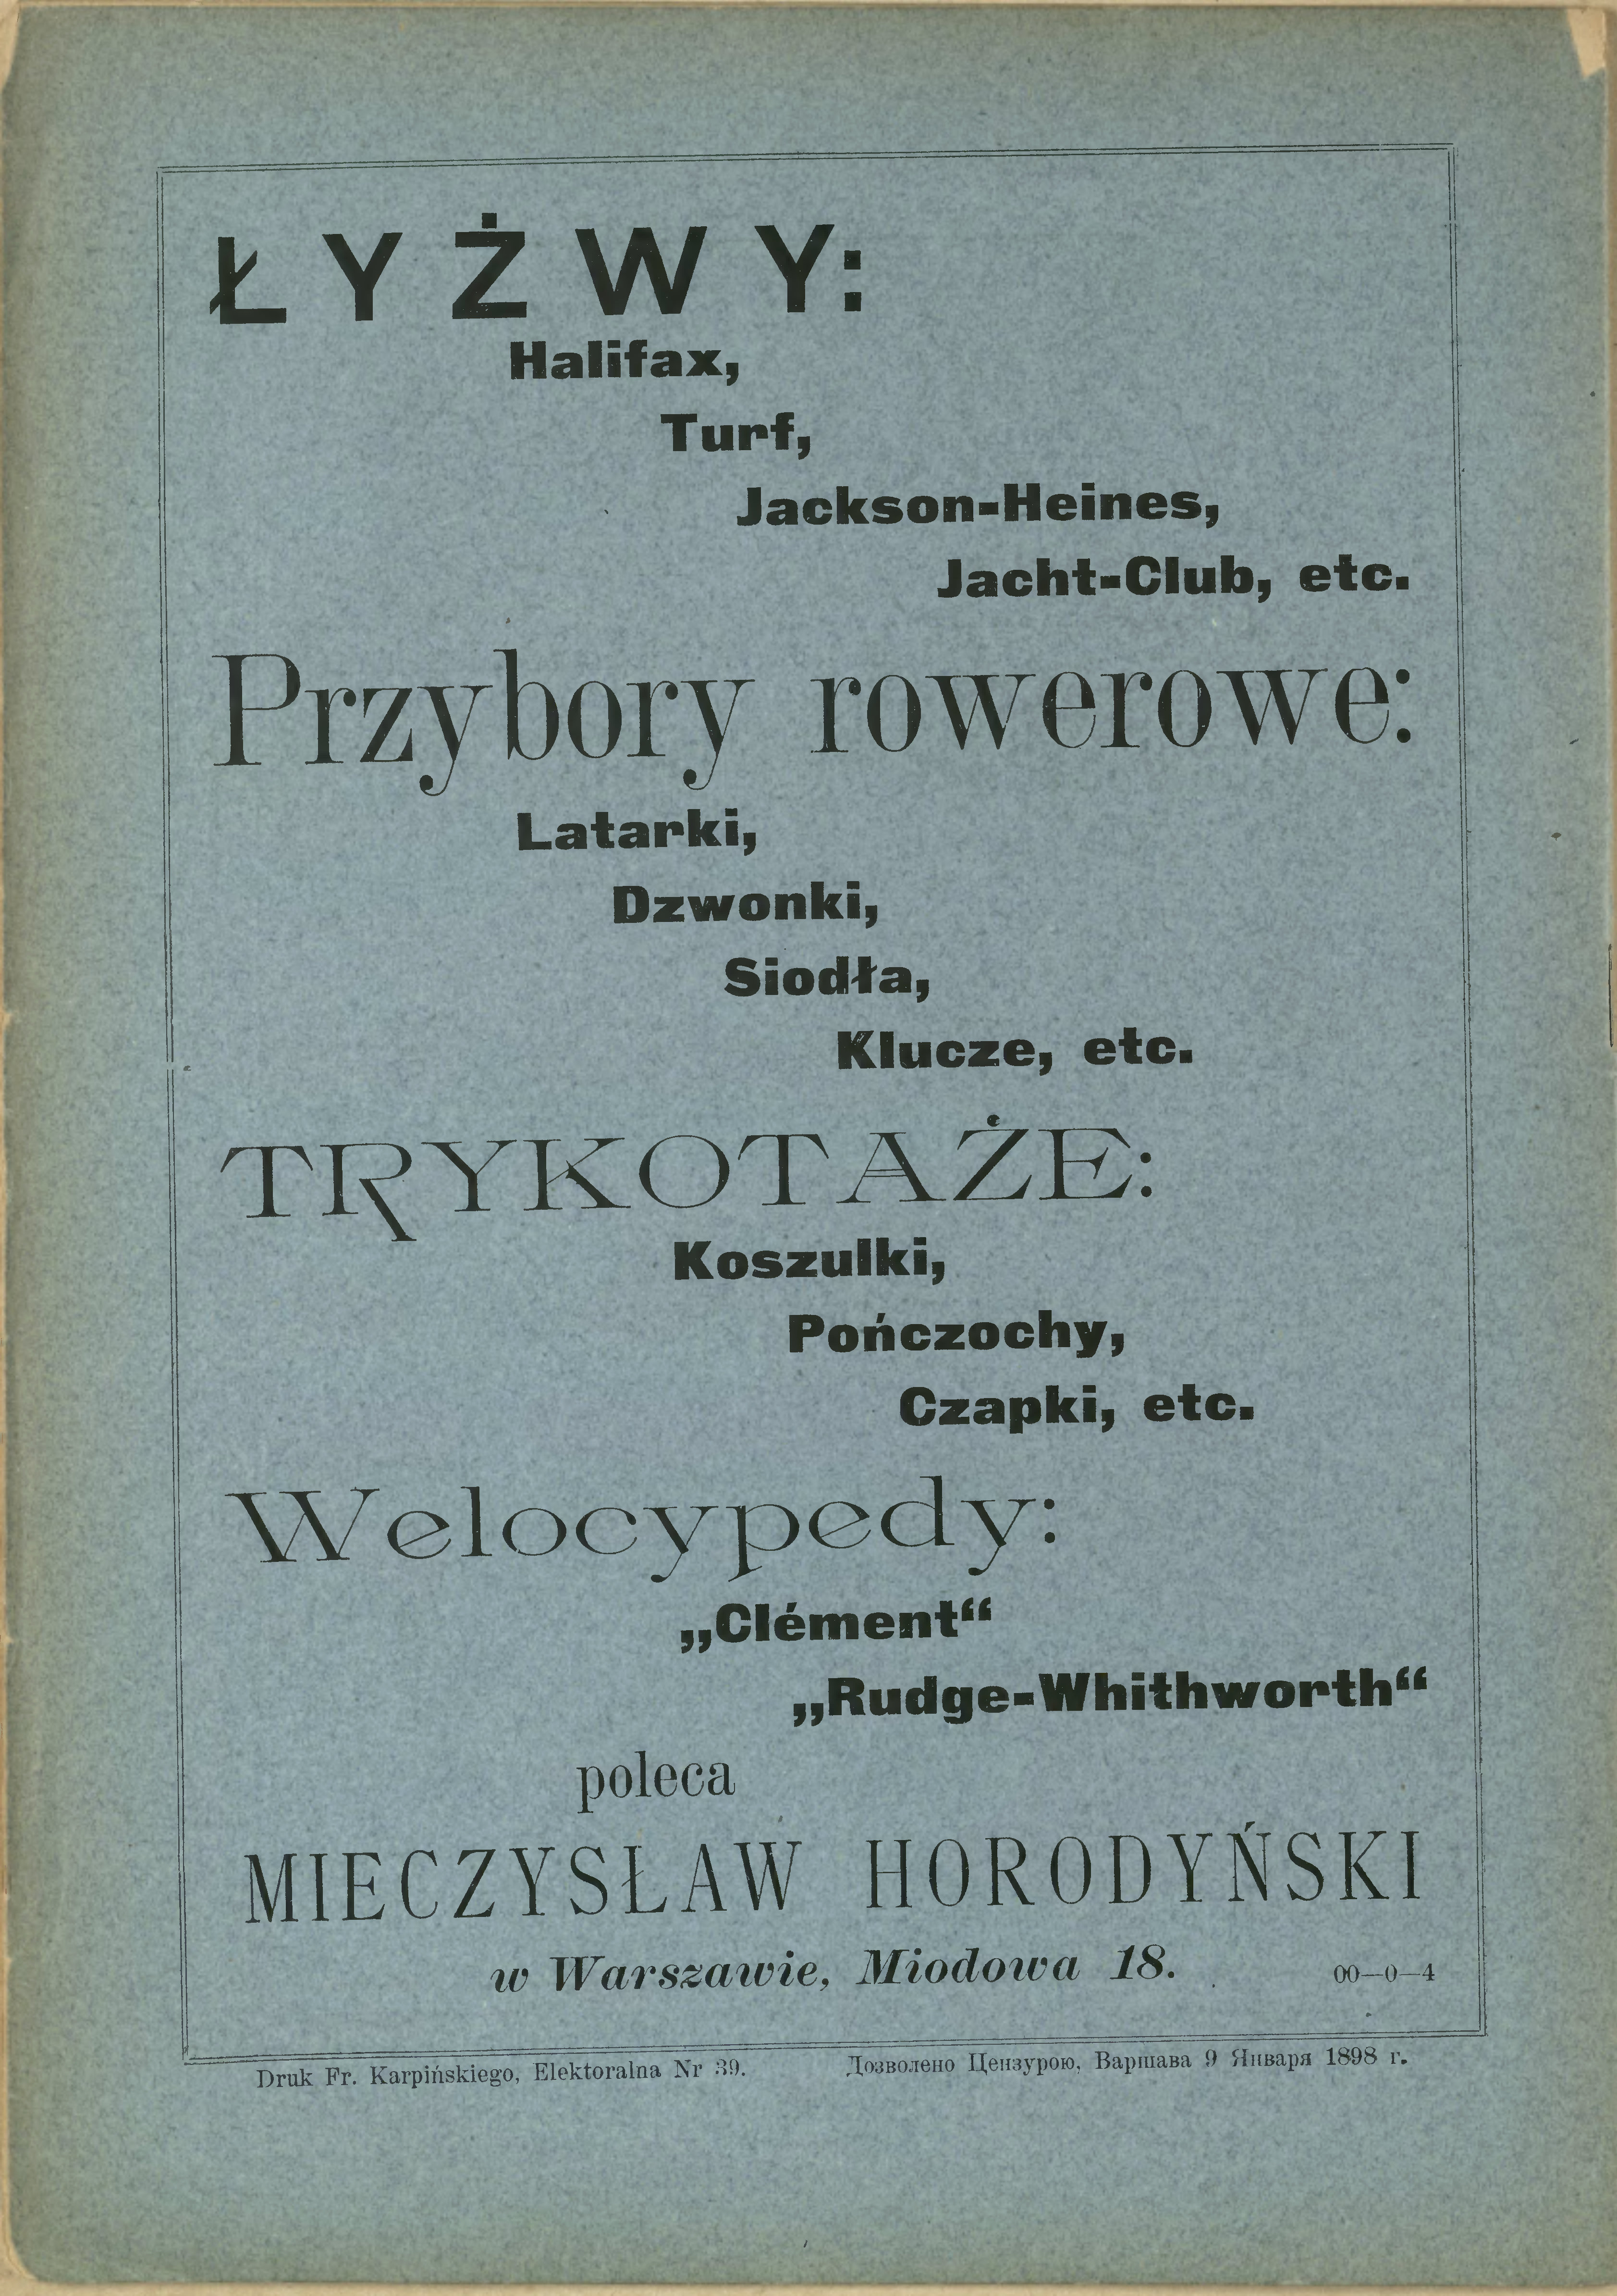 ŁYŻWY:
Halifax,
Turf,
Jackson-Heines,
Jacht-Club, etc.
Przybory rowerowe:
Latarki,
Dzwonki,
Siodła,
Klucze, etc.
TRYKOTAŻE:
Koszulki,
Pończochy,
Czapki, etc.
Welocypedy:
„Clément“
„Rudge-Whithworth“
poleca
MIECZYSŁAW HORODYŃSKI
w Warszawie, Miodowa 18.
00—0—4
Druk Fr. Karpińskiego, Elektoralna Nr 39. Дозволено Цензурою, Варшава 9 Января 1898 г.